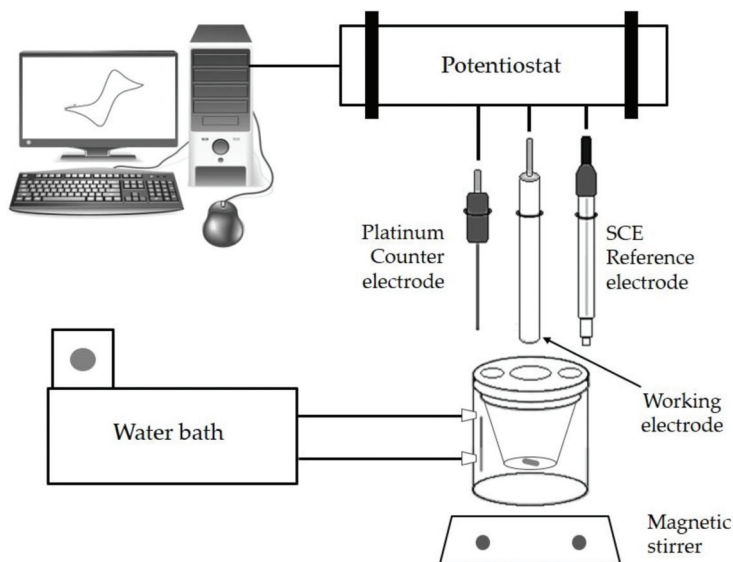 Potentiostat
Platinum
Counter
electrode
SCE
Reference
electrode
Working
electrode
Water bath
Magnetic
stirrer